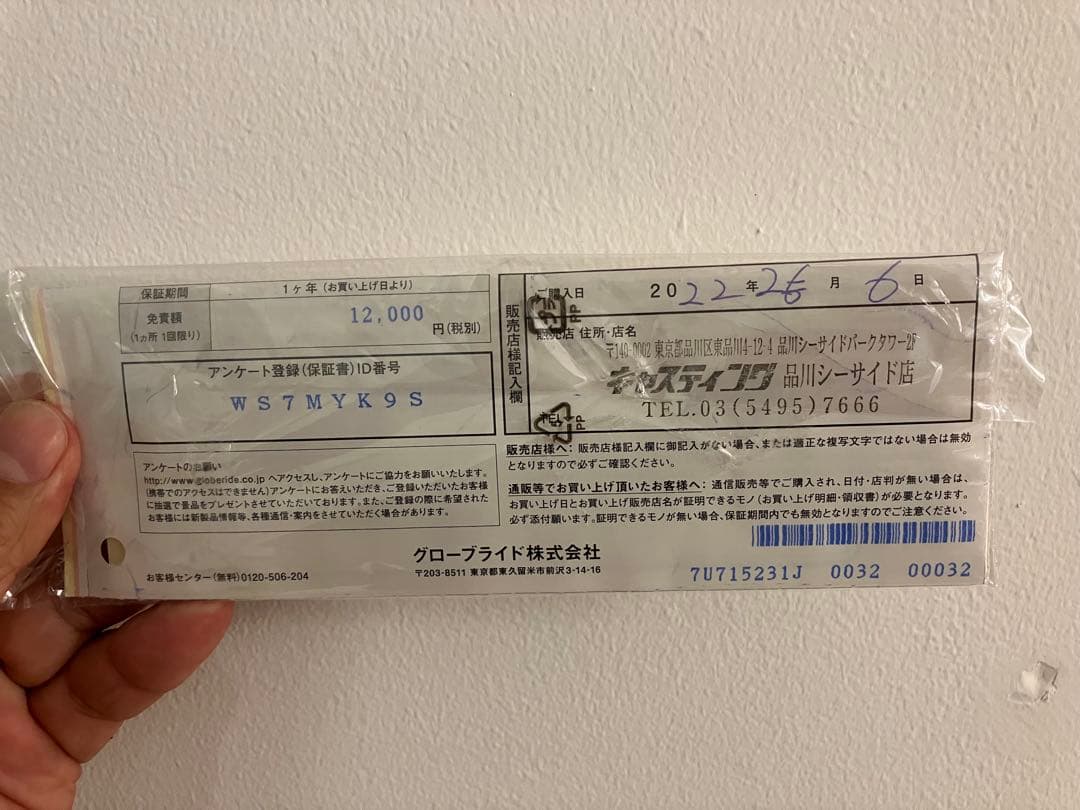 保証期間 1ヶ年(お買い上げ日より)
免責額
(1カ所 1回限り)
12,000
円(税別)
アンケート登録(保証書)ID番号
WS7MYK9S
アンケートのお願い
http://www.globeride.co.jp へアクセスし、アンケートにご協力をお願いいたします。
(携帯でのアクセスはできません)アンケートにお答えいただき、ご登録いただいたお客様
に抽選で景品をプレゼントさせていただいております。また、ご登録の際に希望された
お客様には新製品情報等、各種通信・案内をさせていただく場合があります。
お客様センター(無料)0120-506-204
販売店様記入欄
ご購入日 2022年 26月 6日
販売店 住所・店名
プラ
PP
PP
〒140-0002 東京都品川区東品川4-12-4 品川シーサイドパークタワー2F
キャスティング 品川シーサイド店
TEL.03(5495)7666
販売店様へ：販売店様記入欄に御記入がない場合、または適正な複写文字ではない場合は無効
となりますので必ずご確認ください。
通販等でお買い上げ頂いたお客様へ：通信販売等でご購入され、日付・店判が無い場合は、
お買い上げ日とお買い上げ販売店名が証明できるモノ(お買い上げ明細・領収書)が必要となります。
必ず添付願います。証明できるモノが無い場合、保証期間内でも無効となりますのでご注意ください。
グローブライド株式会社
〒203-8511 東京都東久留米市前沢3-14-16
7U715231J 0032 00032